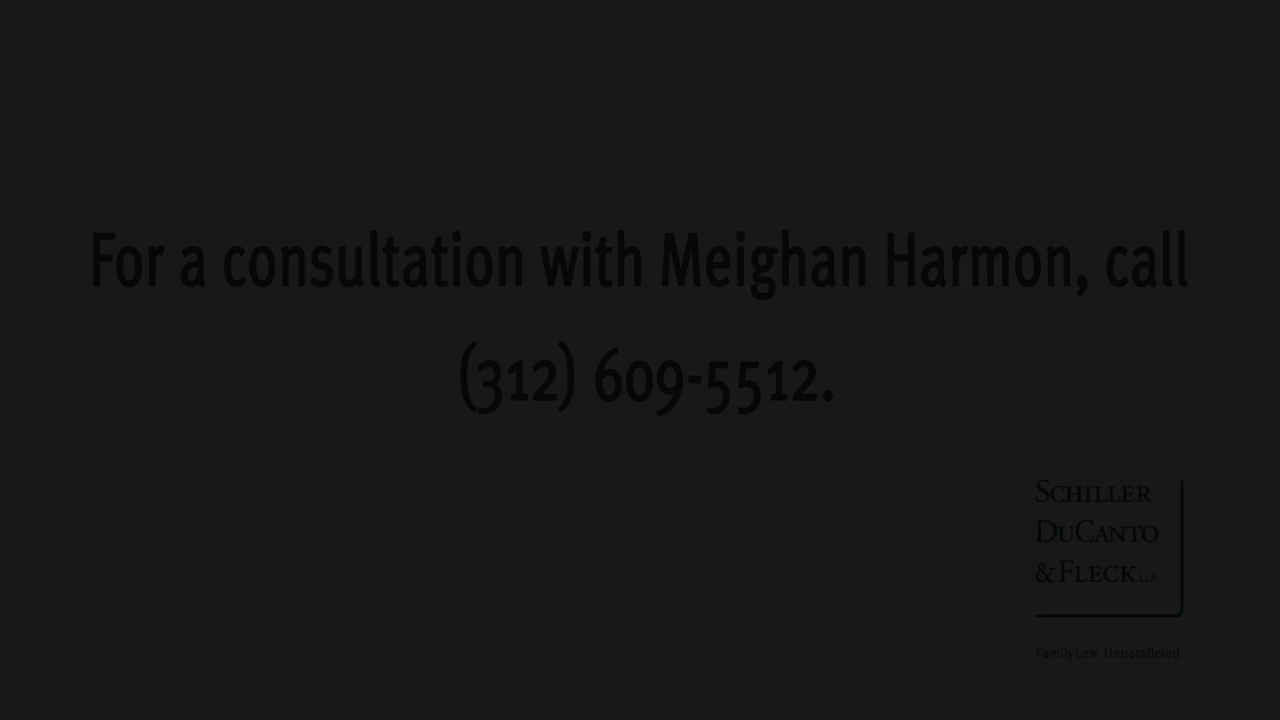 For a consultation with Meighan Harmon, call
(312) 609-5512.
SCHILLER
DUCANTO
& FLECK LLP
Family Law. Unparalleled.